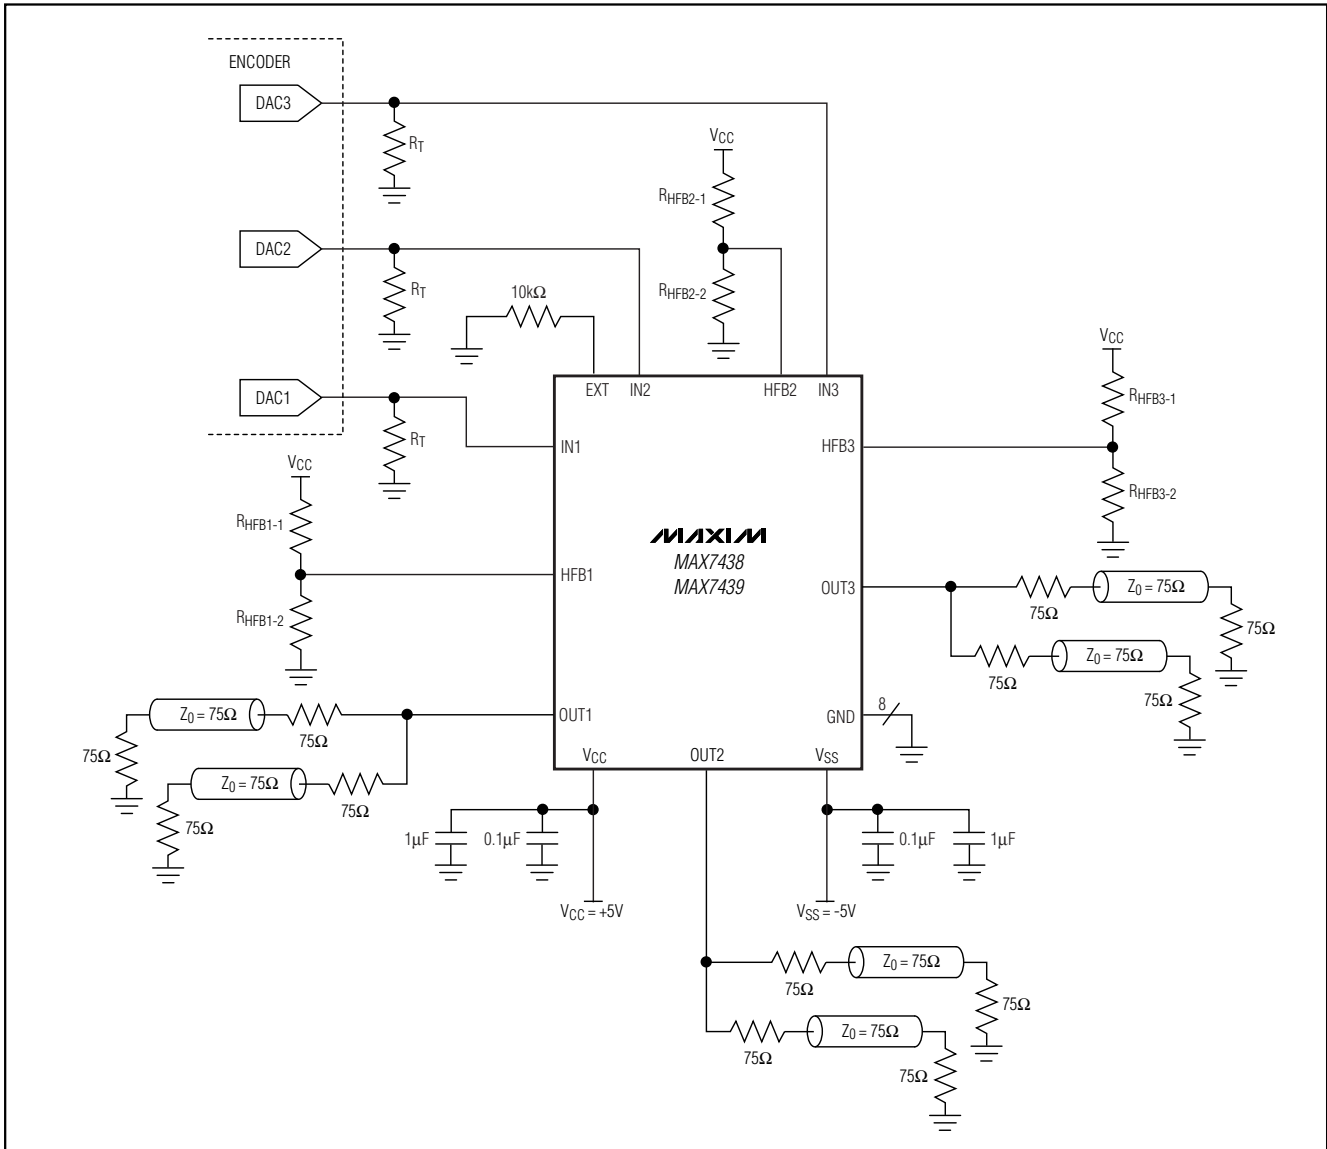 ENCODER
DAC3
RT
VCC
RHFB2-1
DAC2
RT
RHFB2-2
10kΩ
VCC
DAC1
EXT
IN2
HFB2
IN3
RHFB3-1
RT
IN1
HFB3
VCC
RHFB3-2
RHFB1-1
MAXIM
MAX7438
MAX7439
HFB1
OUT3
Z0 = 75Ω
75Ω
75Ω
RHFB1-2
Z0 = 75Ω
75Ω
75Ω
Z0 = 75Ω
OUT1
8
GND
75Ω
75Ω
VCC
OUT2
VSS
Z0 = 75Ω
75Ω
75Ω
1µF
0.1µF
0.1µF
1µF
VCC = +5V
VSS = -5V
Z0 = 75Ω
75Ω
75Ω
Z0 = 75Ω
75Ω
75Ω